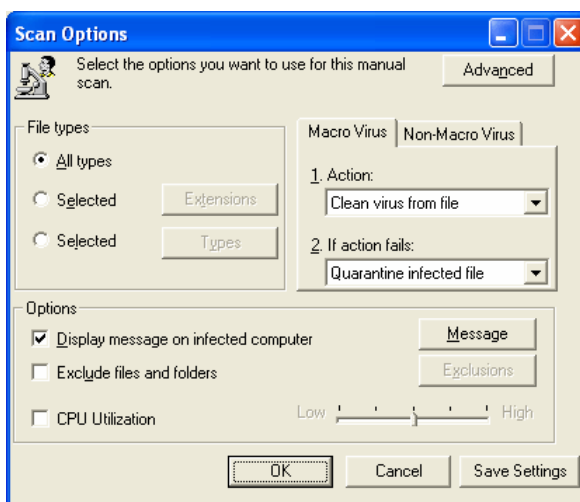 Scan Options
Select the options you want to use for this manual
scan.
Advanced
File types
All types
Selected
Extensions
Selected
Types
Macro Virus
Non-Macro Virus
1. Action:
Clean virus from file
2. If action fails:
Quarantine infected file
Options
Display message on infected computer
Message
Exclude files and folders
Exclusions
CPU Utilization
Low
High
OK
Cancel
Save Settings